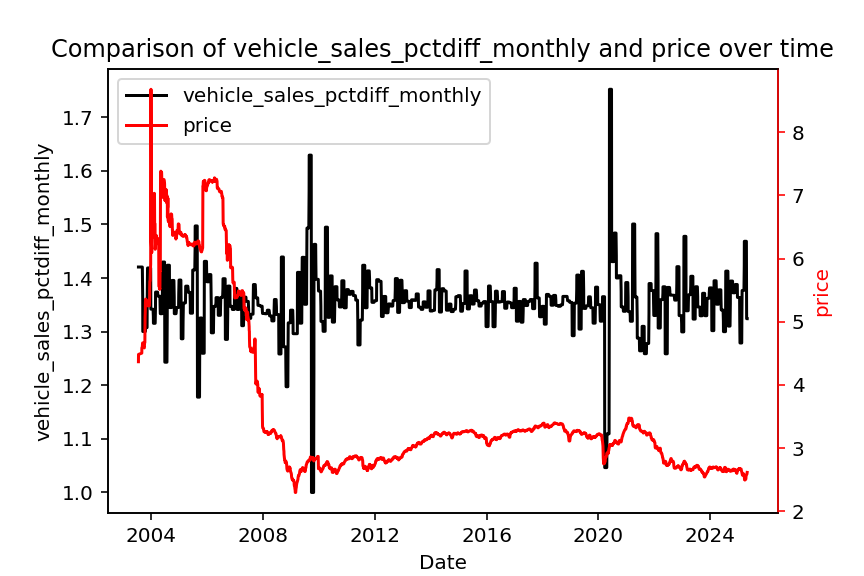 Comparison of vehicle_sales_pctdiff_monthly and price over time
vehicle_sales_pctdiff_monthly
price
vehicle_sales_pctdiff_monthly
1.7
1.6
1.5
1.4
1.3
1.2
1.1
1.0
8
7
6
5
4
3
2
price
2004 2008 2012 2016 2020 2024
Date